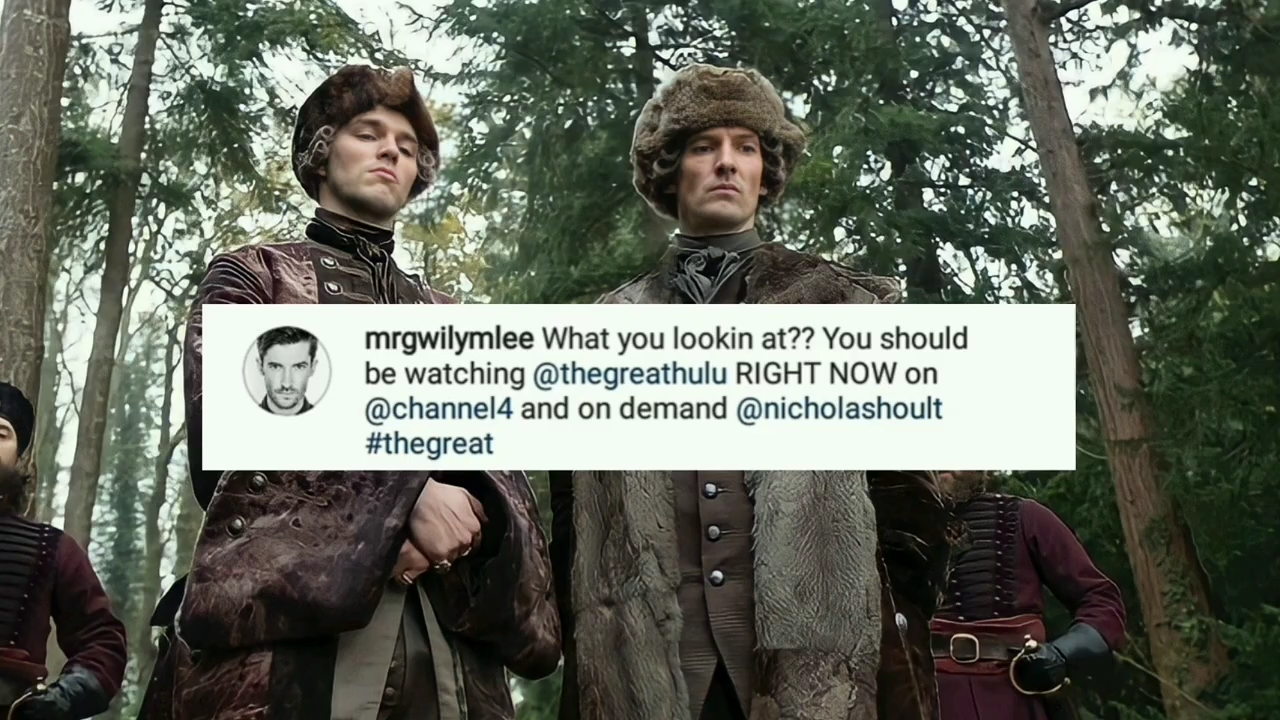 mrgwilymlee What you lookin at?? You should
be watching @thegreathulu RIGHT NOW on
@channel4 and on demand @nicholashoult
#thegreat